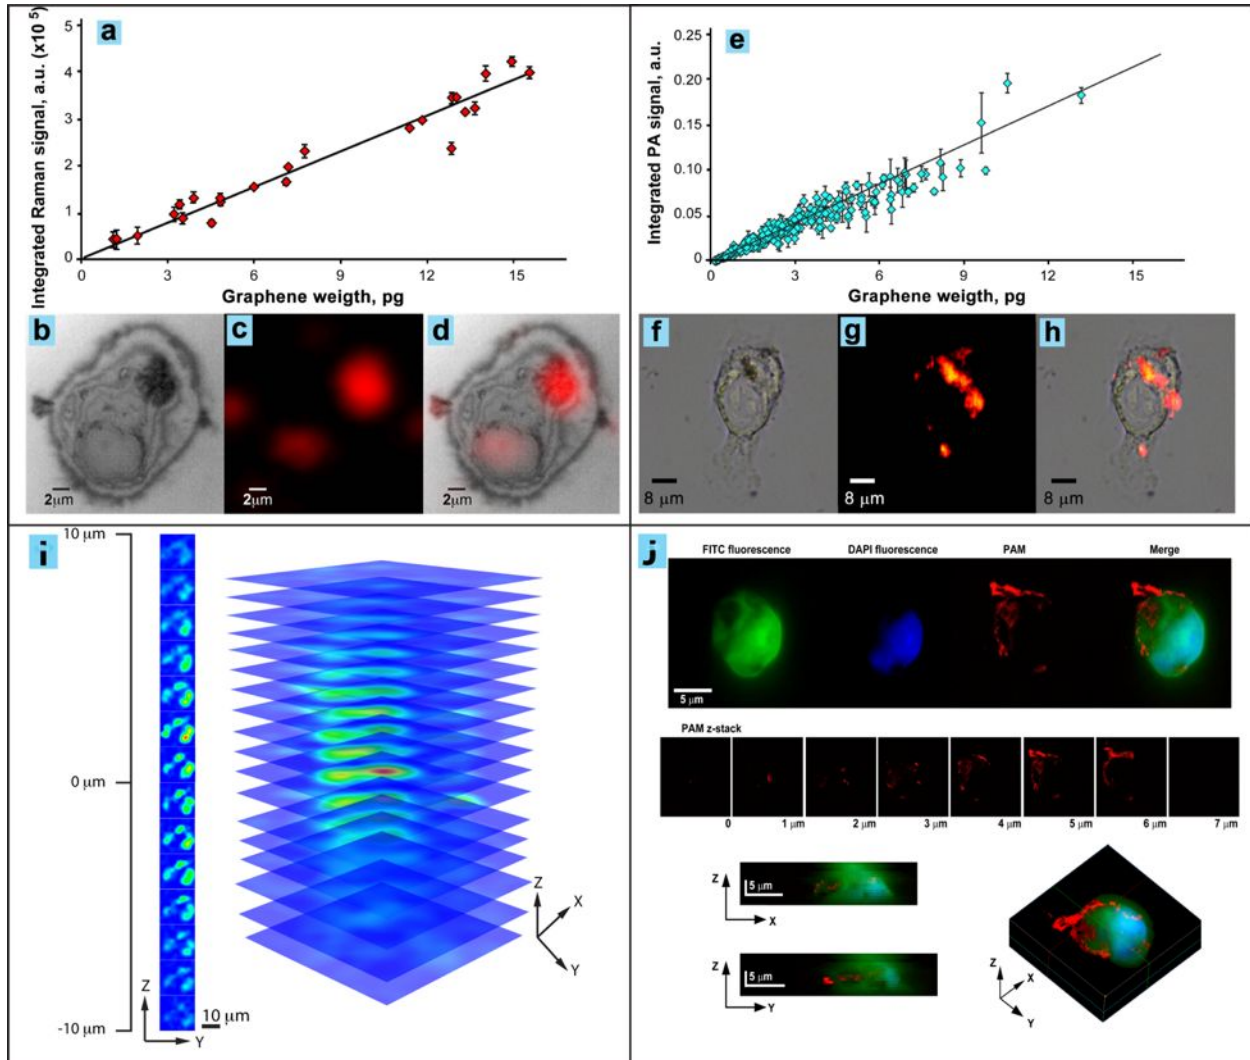 a
Integrated Raman signal, a.u. (x10 5)
5
4
3
2
1
0
0 3 6 9 12 15
Graphene weigth, pg
e
Integrated PA signal, a.u.
0.25
0.20
0.15
0.10
0.05
0
0 3 6 9 12 15
Graphene weigth, pg
b
2μm
c
2μm
d
2μm
f
8 μm
g
8 μm
h
8 μm
i
10 μm
0 μm
-10 μm
Z
Y
10 μm
Z
X
Y
j
FITC fluorescence DAPI fluorescence PAM Merge
5 μm
PAM z-stack
0 1 μm 2 μm 3 μm 4 μm 5 μm 6 μm 7 μm
Z
X
5 μm
Z
Y
5 μm
Z
X
Y